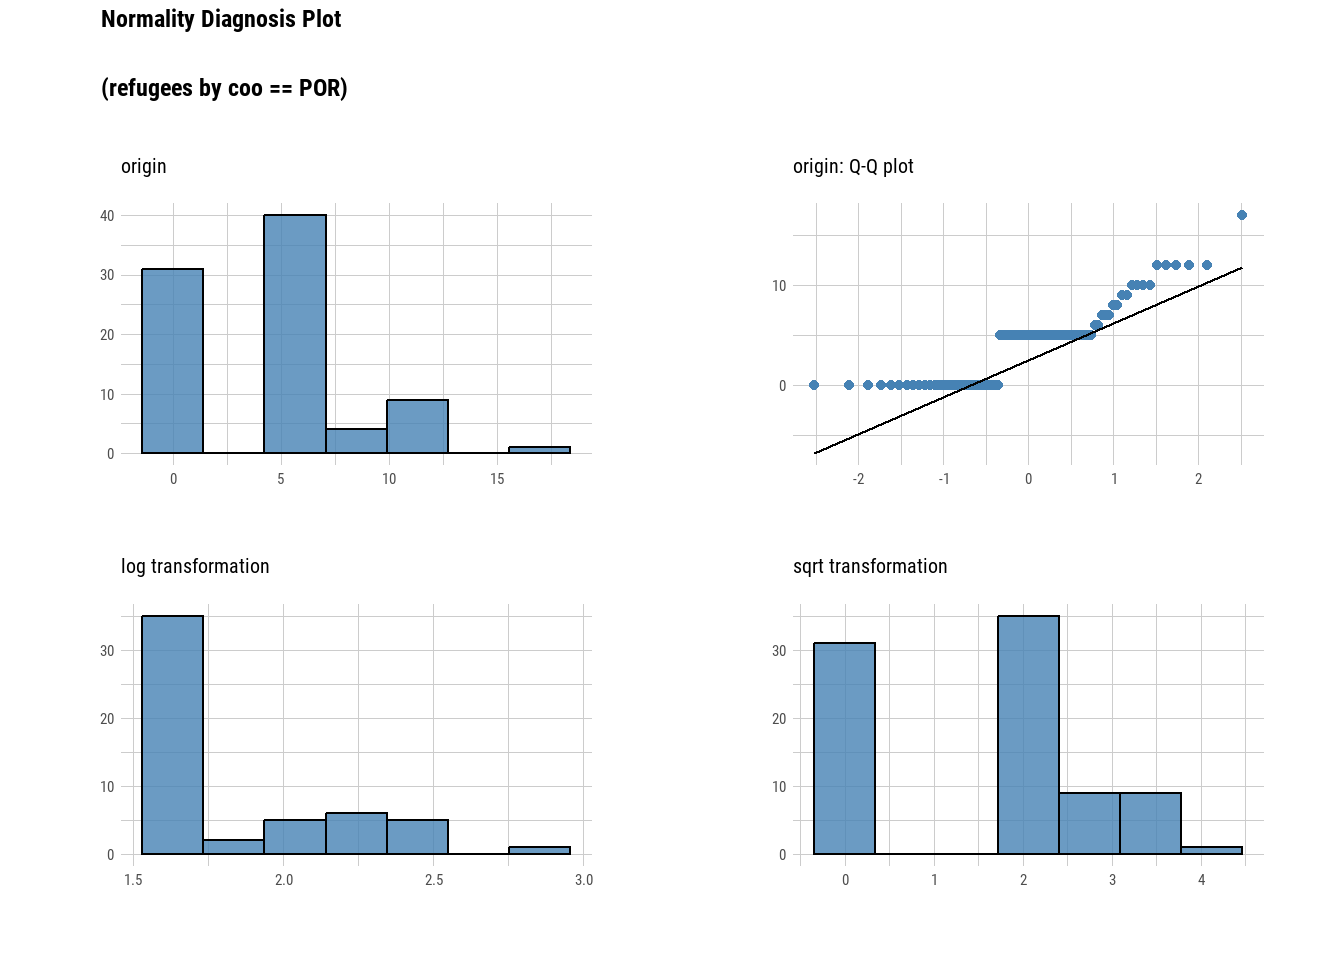 Normality Diagnosis Plot
(refugees by coo == POR)
origin
40
30
20
10
0
0 5 10 15
origin: Q-Q plot
10
0
-2 -1 0 1 2
log transformation
30
20
10
0
1.5 2.0 2.5 3.0
sqrt transformation
30
20
10
0
0 1 2 3 4